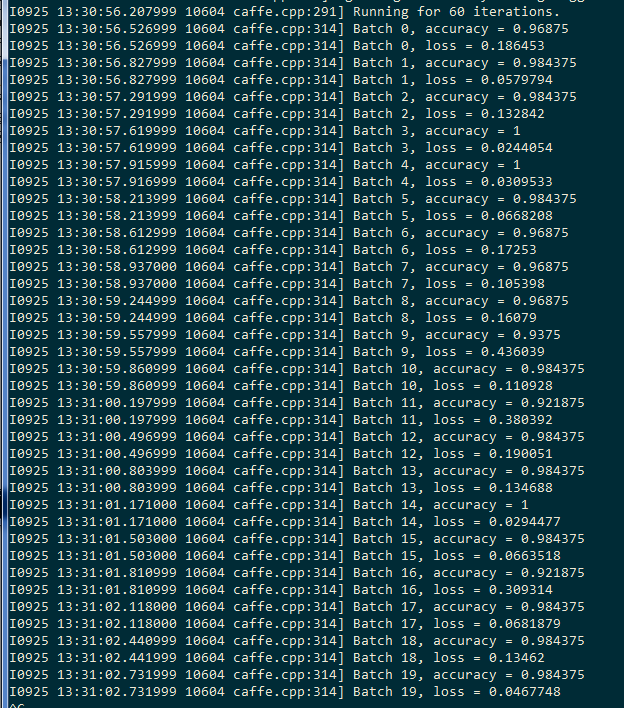 I0925 13:30:56.207999 10604 caffe.cpp:291] Running for 60 iterations.
I0925 13:30:56.526999 10604 caffe.cpp:314] Batch 0, accuracy = 0.96875
I0925 13:30:56.526999 10604 caffe.cpp:314] Batch 0, loss = 0.186453
I0925 13:30:56.827999 10604 caffe.cpp:314] Batch 1, accuracy = 0.984375
I0925 13:30:56.827999 10604 caffe.cpp:314] Batch 1, loss = 0.0579794
I0925 13:30:57.291999 10604 caffe.cpp:314] Batch 2, accuracy = 0.984375
I0925 13:30:57.291999 10604 caffe.cpp:314] Batch 2, loss = 0.132842
I0925 13:30:57.619999 10604 caffe.cpp:314] Batch 3, accuracy = 1
I0925 13:30:57.619999 10604 caffe.cpp:314] Batch 3, loss = 0.0244054
I0925 13:30:57.915999 10604 caffe.cpp:314] Batch 4, accuracy = 1
I0925 13:30:57.916999 10604 caffe.cpp:314] Batch 4, loss = 0.0309533
I0925 13:30:58.213999 10604 caffe.cpp:314] Batch 5, accuracy = 0.984375
I0925 13:30:58.213999 10604 caffe.cpp:314] Batch 5, loss = 0.0668208
I0925 13:30:58.612999 10604 caffe.cpp:314] Batch 6, accuracy = 0.96875
I0925 13:30:58.612999 10604 caffe.cpp:314] Batch 6, loss = 0.17253
I0925 13:30:58.937000 10604 caffe.cpp:314] Batch 7, accuracy = 0.96875
I0925 13:30:58.937000 10604 caffe.cpp:314] Batch 7, loss = 0.105398
I0925 13:30:59.244999 10604 caffe.cpp:314] Batch 8, accuracy = 0.96875
I0925 13:30:59.244999 10604 caffe.cpp:314] Batch 8, loss = 0.16079
I0925 13:30:59.557999 10604 caffe.cpp:314] Batch 9, accuracy = 0.9375
I0925 13:30:59.557999 10604 caffe.cpp:314] Batch 9, loss = 0.436039
I0925 13:30:59.860999 10604 caffe.cpp:314] Batch 10, accuracy = 0.984375
I0925 13:30:59.860999 10604 caffe.cpp:314] Batch 10, loss = 0.110928
I0925 13:31:00.197999 10604 caffe.cpp:314] Batch 11, accuracy = 0.921875
I0925 13:31:00.197999 10604 caffe.cpp:314] Batch 11, loss = 0.380392
I0925 13:31:00.496999 10604 caffe.cpp:314] Batch 12, accuracy = 0.984375
I0925 13:31:00.496999 10604 caffe.cpp:314] Batch 12, loss = 0.190051
I0925 13:31:00.803999 10604 caffe.cpp:314] Batch 13, accuracy = 0.984375
I0925 13:31:00.803999 10604 caffe.cpp:314] Batch 13, loss = 0.134688
I0925 13:31:01.171000 10604 caffe.cpp:314] Batch 14, accuracy = 1
I0925 13:31:01.171000 10604 caffe.cpp:314] Batch 14, loss = 0.0294477
I0925 13:31:01.503000 10604 caffe.cpp:314] Batch 15, accuracy = 0.984375
I0925 13:31:01.503000 10604 caffe.cpp:314] Batch 15, loss = 0.0663518
I0925 13:31:01.810999 10604 caffe.cpp:314] Batch 16, accuracy = 0.921875
I0925 13:31:01.810999 10604 caffe.cpp:314] Batch 16, loss = 0.309314
I0925 13:31:02.118000 10604 caffe.cpp:314] Batch 17, accuracy = 0.984375
I0925 13:31:02.118000 10604 caffe.cpp:314] Batch 17, loss = 0.0681879
I0925 13:31:02.440999 10604 caffe.cpp:314] Batch 18, accuracy = 0.984375
I0925 13:31:02.441999 10604 caffe.cpp:314] Batch 18, loss = 0.13462
I0925 13:31:02.731999 10604 caffe.cpp:314] Batch 19, accuracy = 0.984375
I0925 13:31:02.731999 10604 caffe.cpp:314] Batch 19, loss = 0.0467748